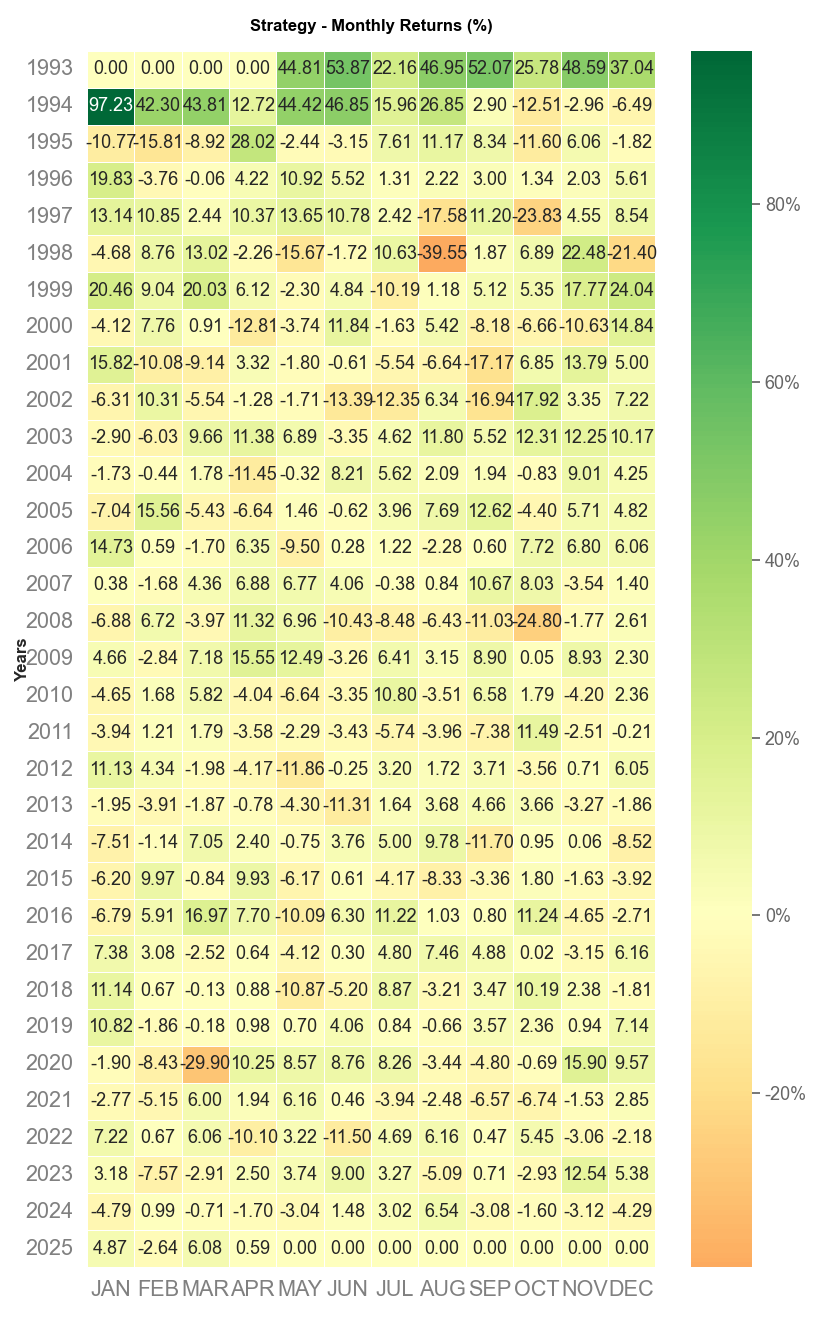 Strategy - Monthly Returns (%)
1993 0.00 0.00 0.00 0.00 44.81 53.87 22.16 46.95 52.07 25.78 48.59 37.04
1994 97.23 42.30 43.81 12.72 44.42 46.85 15.96 26.85 2.90 -12.51 -2.96 -6.49
1995 -10.77 -15.81 -8.92 28.02 -2.44 -3.15 7.61 11.17 8.34 -11.60 6.06 -1.82
1996 19.83 -3.76 -0.06 4.22 10.92 5.52 1.31 2.22 3.00 1.34 2.03 5.61
1997 13.14 10.85 2.44 10.37 13.65 10.78 2.42 -17.58 11.20 -23.83 4.55 8.54
80%
1998 -4.68 8.76 13.02 -2.26 -15.67 -1.72 10.63 -39.55 1.87 6.89 22.48 -21.40
1999 20.46 9.04 20.03 6.12 -2.30 4.84 -10.19 1.18 5.12 5.35 17.77 24.04
2000 -4.12 7.76 0.91 -12.81 -3.74 11.84 -1.63 5.42 -8.18 -6.66 -10.63 14.84
2001 15.82 -10.08 -9.14 3.32 -1.80 -0.61 -5.54 -6.64 -17.17 6.85 13.79 5.00
60%
2002 -6.31 10.31 -5.54 -1.28 -1.71 -13.39 -12.35 6.34 -16.94 17.92 3.35 7.22
2003 -2.90 -6.03 9.66 11.38 6.89 -3.35 4.62 11.80 5.52 12.31 12.25 10.17
2004 -1.73 -0.44 1.78 -11.45 -0.32 8.21 5.62 2.09 1.94 -0.83 9.01 4.25
2005 -7.04 15.56 -5.43 -6.64 1.46 -0.62 3.96 7.69 12.62 -4.40 5.71 4.82
2006 14.73 0.59 -1.70 6.35 -9.50 0.28 1.22 -2.28 0.60 7.72 6.80 6.06
40%
2007 0.38 -1.68 4.36 6.88 6.77 4.06 -0.38 0.84 10.67 8.03 -3.54 1.40
2008 -6.88 6.72 -3.97 11.32 6.96 -10.43 -8.48 -6.43 -11.03 -24.80 -1.77 2.61
Years
2009 4.66 -2.84 7.18 15.55 12.49 -3.26 6.41 3.15 8.90 0.05 8.93 2.30
2010 -4.65 1.68 5.82 -4.04 -6.64 -3.35 10.80 -3.51 6.58 1.79 -4.20 2.36
2011 -3.94 1.21 1.79 -3.58 -2.29 -3.43 -5.74 -3.96 -7.38 11.49 -2.51 -0.21
20%
2012 11.13 4.34 -1.98 -4.17 -11.86 -0.25 3.20 1.72 3.71 -3.56 0.71 6.05
2013 -1.95 -3.91 -1.87 -0.78 -4.30 -11.31 1.64 3.68 4.66 3.66 -3.27 -1.86
2014 -7.51 -1.14 7.05 2.40 -0.75 3.76 5.00 9.78 -11.70 0.95 0.06 -8.52
2015 -6.20 9.97 -0.84 9.93 -6.17 0.61 -4.17 -8.33 -3.36 1.80 -1.63 -3.92
2016 -6.79 5.91 16.97 7.70 -10.09 6.30 11.22 1.03 0.80 11.24 -4.65 -2.71
0%
2017 7.38 3.08 -2.52 0.64 -4.12 0.30 4.80 7.46 4.88 0.02 -3.15 6.16
2018 11.14 0.67 -0.13 0.88 -10.87 -5.20 8.87 -3.21 3.47 10.19 2.38 -1.81
2019 10.82 -1.86 -0.18 0.98 0.70 4.06 0.84 -0.66 3.57 2.36 0.94 7.14
2020 -1.90 -8.43 -29.90 10.25 8.57 8.76 8.26 -3.44 -4.80 -0.69 15.90 9.57
-20%
2021 -2.77 -5.15 6.00 1.94 6.16 0.46 -3.94 -2.48 -6.57 -6.74 -1.53 2.85
2022 7.22 0.67 6.06 -10.10 3.22 -11.50 4.69 6.16 0.47 5.45 -3.06 -2.18
2023 3.18 -7.57 -2.91 2.50 3.74 9.00 3.27 -5.09 0.71 -2.93 12.54 5.38
2024 -4.79 0.99 -0.71 -1.70 -3.04 1.48 3.02 6.54 -3.08 -1.60 -3.12 -4.29
2025 4.87 -2.64 6.08 0.59 0.00 0.00 0.00 0.00 0.00 0.00 0.00 0.00
JAN FEB MAR APR MAY JUN JUL AUG SEP OCT NOV DEC